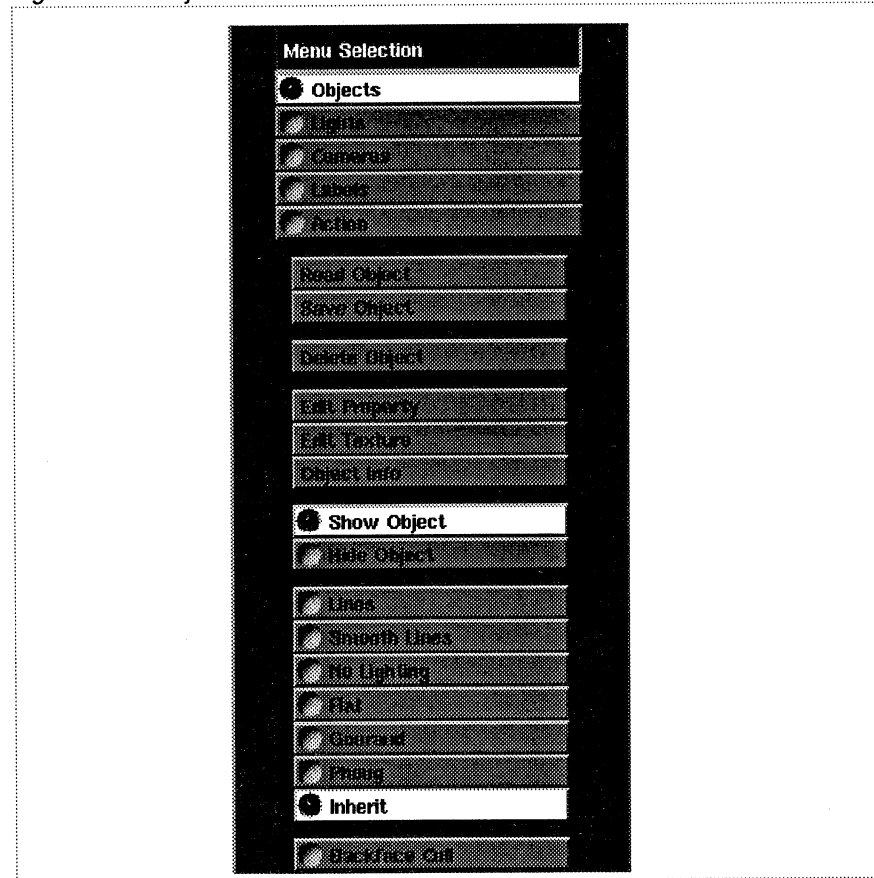 Menu Selection
Objects
Lights
Cameras
Labels
Action
Read Object
Save Object
Delete Object
Edit Property
Edit Texture
Object Info
Show Object
Hide Object
Lines
Smooth Lines
No Lighting
Flat
Gouraud
Phong
Inherit
Backface Cull